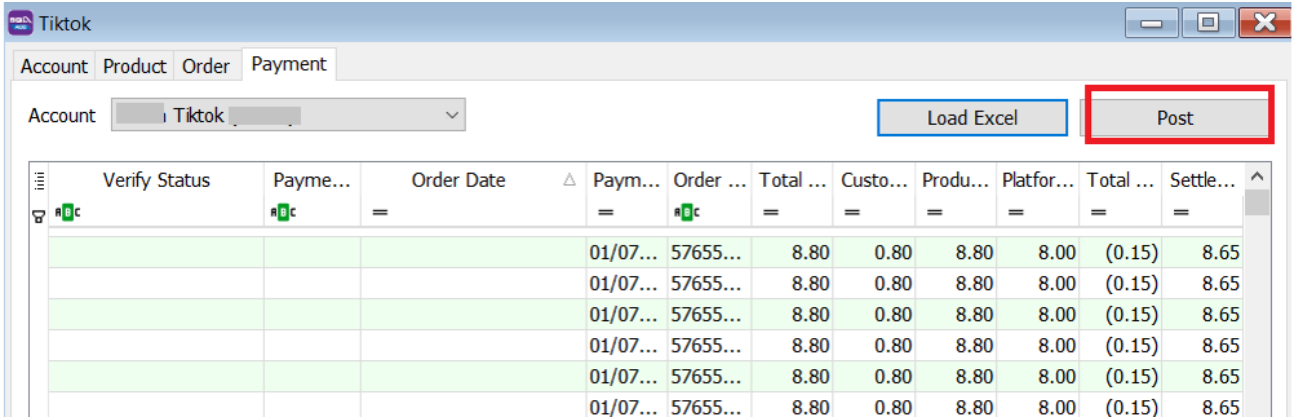 Tiktok
Account Product Order Payment
Account Tiktok Load Excel Post
Verify Status Payme... Order Date Paym... Order ... Total ... Custo... Produ... Platfor... Total ... Settle...
ABC ABC = = ABC = = = = = =
01/07... 57655... 8.80 0.80 8.80 8.00 (0.15) 8.65
01/07... 57655... 8.80 0.80 8.80 8.00 (0.15) 8.65
01/07... 57655... 8.80 0.80 8.80 8.00 (0.15) 8.65
01/07... 57655... 8.80 0.80 8.80 8.00 (0.15) 8.65
01/07... 57655... 8.80 0.80 8.80 8.00 (0.15) 8.65
01/07... 57655... 8.80 0.80 8.80 8.00 (0.15) 8.65